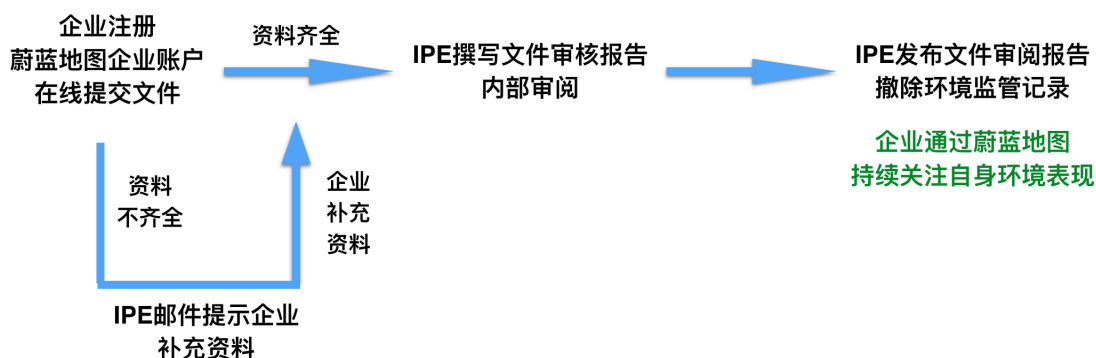 企业注册
蔚蓝地图企业账户
在线提交文件
资料齐全
IPE撰写文件审核报告
内部审阅
IPE发布文件审阅报告
撤除环境监管记录
企业通过蔚蓝地图
持续关注自身环境表现
资料
不齐全
企业
补充
资料
IPE邮件提示企业
补充资料